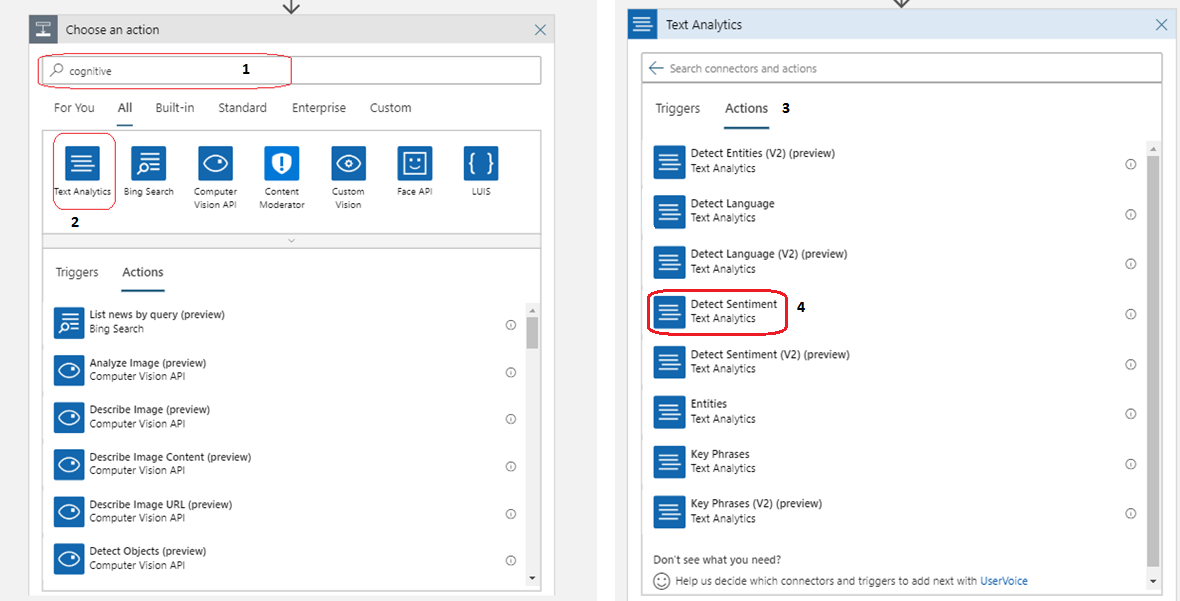 Choose an action
cognitive
1
For You All Built-in Standard Enterprise Custom
Text Analytics
Bing Search
Computer
Vision API
Content
Moderator
Custom
Vision
Face API
LUIS
2
Triggers Actions
List news by query (preview)
Bing Search
Analyze Image (preview)
Computer Vision API
Describe Image (preview)
Computer Vision API
Describe Image Content (preview)
Computer Vision API
Describe Image URL (preview)
Computer Vision API
Detect Objects (preview)
Computer Vision API
Text Analytics
Search connectors and actions
Triggers Actions 3
Detect Entities (V2) (preview)
Text Analytics
Detect Language
Text Analytics
Detect Language (V2) (preview)
Text Analytics
Detect Sentiment
Text Analytics
4
Detect Sentiment (V2) (preview)
Text Analytics
Entities
Text Analytics
Key Phrases
Text Analytics
Key Phrases (V2) (preview)
Text Analytics
Don't see what you need?
Help us decide which connectors and triggers to add next with UserVoice